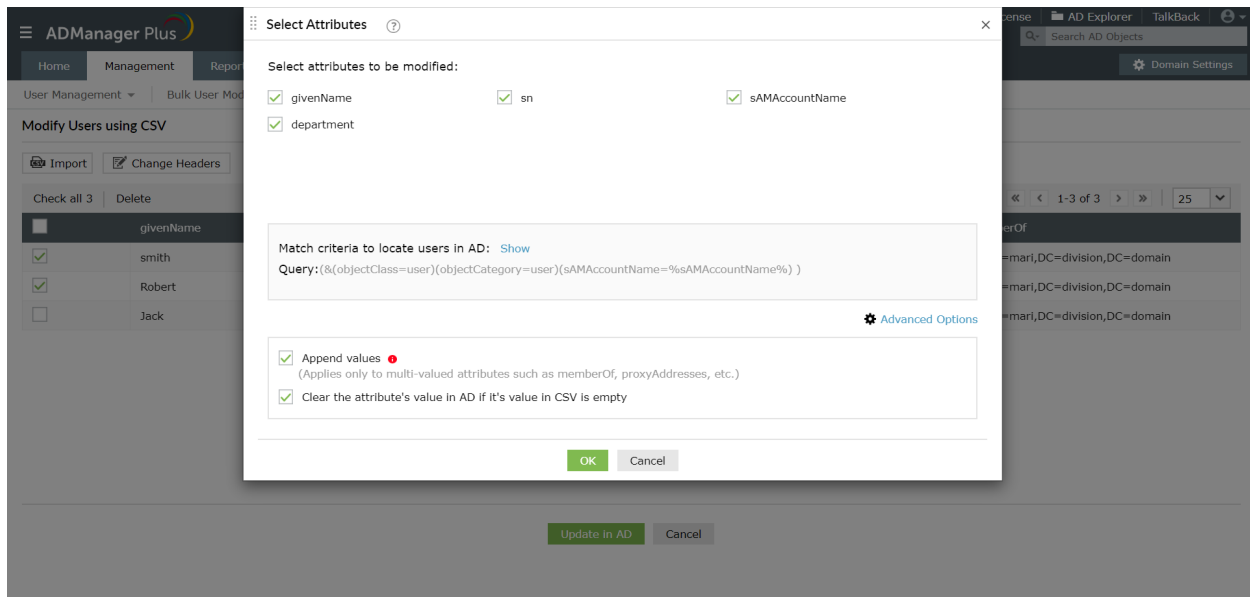 ADManager Plus
License AD Explorer TalkBack
Search AD Objects
Home Management Report
Domain Settings
User Management Bulk User Mod
Modify Users using CSV
Import Change Headers
Check all 3 Delete
1-3 of 3 25
givenName
erOf
smith
=mari,DC=division,DC=domain
Robert
=mari,DC=division,DC=domain
Jack
=mari,DC=division,DC=domain
Select Attributes ?
Select attributes to be modified:
givenName sn sAMAccountName
department
Match criteria to locate users in AD: Show
Query:(&(objectClass=user)(objectCategory=user)(sAMAccountName=%sAMAccountName%) )
Advanced Options
Append values
(Applies only to multi-valued attributes such as memberOf, proxyAddresses, etc.)
Clear the attribute's value in AD if it's value in CSV is empty
OK Cancel
Update in AD Cancel